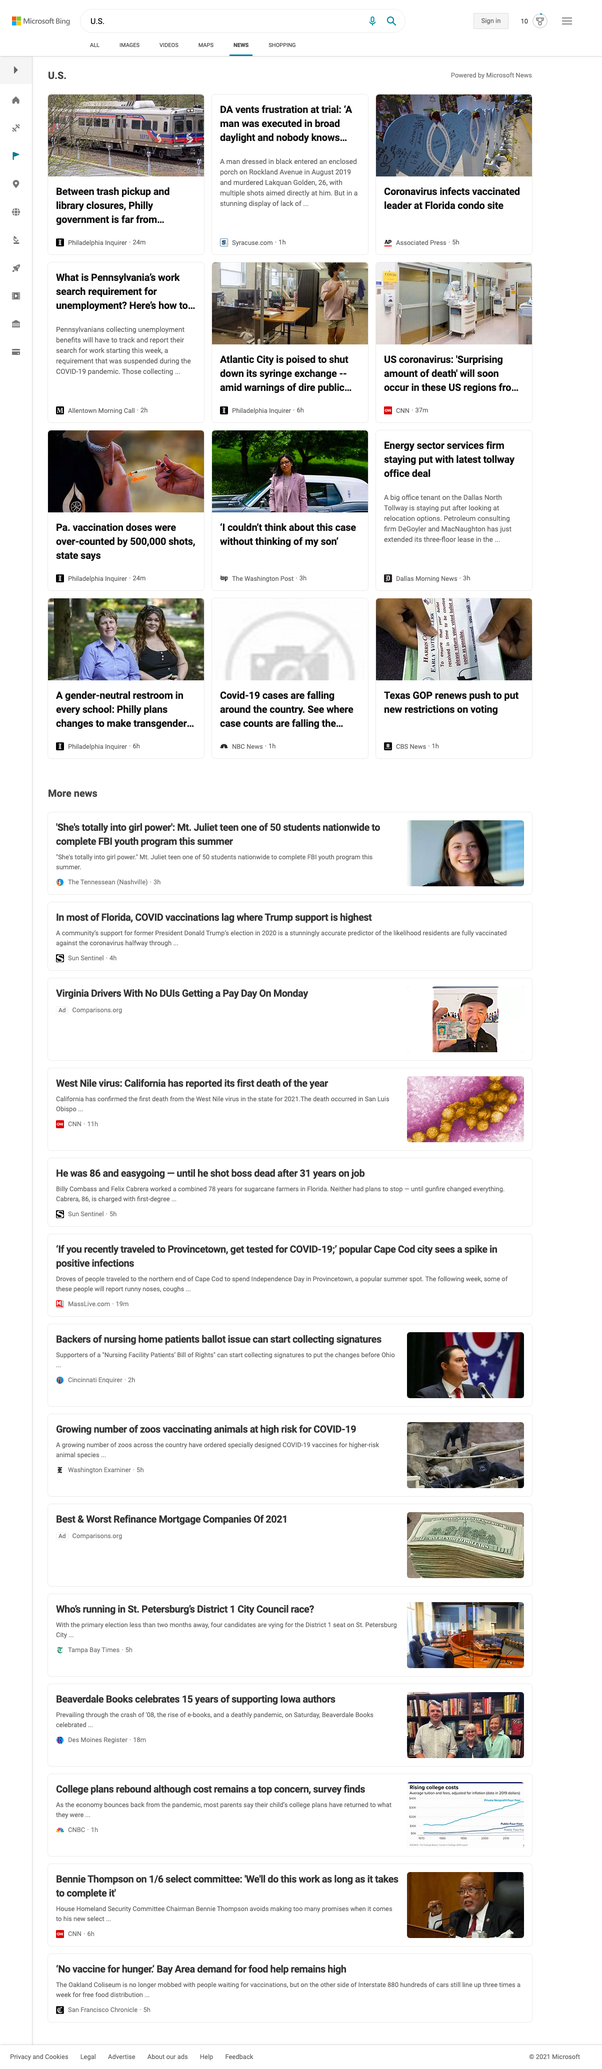 Microsoft Bing
U.S.
Sign in
10
ALL
IMAGES
VIDEOS
MAPS
NEWS
SHOPPING
U.S.
Powered by Microsoft News
Between trash pickup and
library closures, Philly
government is far from...
Philadelphia Inquirer · 24m
DA vents frustration at trial: ‘A
man was executed in broad
daylight and nobody knows...
A man dressed in black entered an enclosed
porch on Rockland Avenue in August 2019
and murdered Lakquan Golden, 26, with
multiple shots aimed directly at him. But in a
stunning display of lack of ...
Syracuse.com · 1h
Coronavirus infects vaccinated
leader at Florida condo site
AP
Associated Press · 5h
What is Pennsylvania’s work
search requirement for
unemployment? Here’s how to...
Pennsylvanians collecting unemployment
benefits will have to track and report their
search for work starting this week, a
requirement that was suspended during the
COVID-19 pandemic. Those collecting ...
Allentown Morning Call · 2h
Atlantic City is poised to shut
down its syringe exchange --
amid warnings of dire public...
Philadelphia Inquirer · 6h
US coronavirus: 'Surprising
amount of death' will soon
occur in these US regions fro...
CNN · 37m
Pa. vaccination doses were
over-counted by 500,000 shots,
state says
Philadelphia Inquirer · 24m
‘I couldn’t think about this case
without thinking of my son’
wp
The Washington Post · 3h
Energy sector services firm
staying put with latest tollway
office deal
A big office tenant on the Dallas North
Tollway is staying put after looking at
relocation options. Petroleum consulting
firm DeGoyler and MacNaughton has just
extended its three-floor lease in the ...
Dallas Morning News · 3h
A gender-neutral restroom in
every school: Philly plans
changes to make transgender...
Philadelphia Inquirer · 6h
Covid-19 cases are falling
around the country. See where
case counts are falling the...
NBC News · 1h
Texas GOP renews push to put
new restrictions on voting
CBS News · 1h
More news
'She's totally into girl power': Mt. Juliet teen one of 50 students nationwide to
complete FBI youth program this summer
"She's totally into girl power." Mt. Juliet teen one of 50 students nationwide to complete FBI youth program this
summer.
The Tennessean (Nashville) · 3h
In most of Florida, COVID vaccinations lag where Trump support is highest
A community’s support for former President Donald Trump’s election in 2020 is a stunningly accurate predictor of the likelihood residents are fully vaccinated
against the coronavirus halfway through ...
Sun Sentinel · 4h
Virginia Drivers With No DUIs Getting a Pay Day On Monday
Ad Comparisons.org
West Nile virus: California has reported its first death of the year
California has confirmed the first death from the West Nile virus in the state for 2021.The death occurred in San Luis
Obispo ...
CNN · 11h
He was 86 and easygoing — until he shot boss dead after 31 years on job
Billy Combass and Felix Cabrera worked a combined 78 years for sugarcane farmers in Florida. Neither had plans to stop — until gunfire changed everything.
Cabrera, 86, is charged with first-degree ...
Sun Sentinel · 5h
‘If you recently traveled to Provincetown, get tested for COVID-19;’ popular Cape Cod city sees a spike in
positive infections
Droves of people traveled to the northern end of Cape Cod to spend Independence Day in Provincetown, a popular summer spot. The following week, some of
these people will report runny noses, coughs ...
MassLive.com · 19m
Backers of nursing home patients ballot issue can start collecting signatures
Supporters of a "Nursing Facility Patients' Bill of Rights" can start collecting signatures to put the changes before Ohio
...
Cincinnati Enquirer · 2h
Growing number of zoos vaccinating animals at high risk for COVID-19
A growing number of zoos across the country have ordered specially designed COVID-19 vaccines for higher-risk
animal species ...
Washington Examiner · 5h
Best & Worst Refinance Mortgage Companies Of 2021
Ad Comparisons.org
Who's running in St. Petersburg's District 1 City Council race?
With the primary election less than two months away, four candidates are vying for the District 1 seat on St. Petersburg
City ...
Tampa Bay Times · 5h
Beaverdale Books celebrates 15 years of supporting Iowa authors
Prevailing through the crash of '08, the rise of e-books, and a deathly pandemic, on Saturday, Beaverdale Books
celebrated ...
Des Moines Register · 18m
College plans rebound although cost remains a top concern, survey finds
As the economy bounces back from the pandemic, most parents say their child's college plans have returned to what
they were ...
CNBC · 1h
Rising college costs
Average tuition and fees, adjusted for inflation (in 2019 dollars)
Bennie Thompson on 1/6 select committee: 'We'll do this work as long as it takes
to complete it'
House Homeland Security Committee Chairman Bennie Thompson avoids making too many promises when it comes
to his new select ...
CNN · 6h
‘No vaccine for hunger.’ Bay Area demand for food help remains high
The Oakland Coliseum is no longer mobbed with people waiting for vaccinations, but on the other side of Interstate 880 hundreds of cars still line up three times a
week for free food distribution ...
San Francisco Chronicle · 5h
Privacy and Cookies
Legal
Advertise
About our ads
Help
Feedback
© 2021 Microsoft